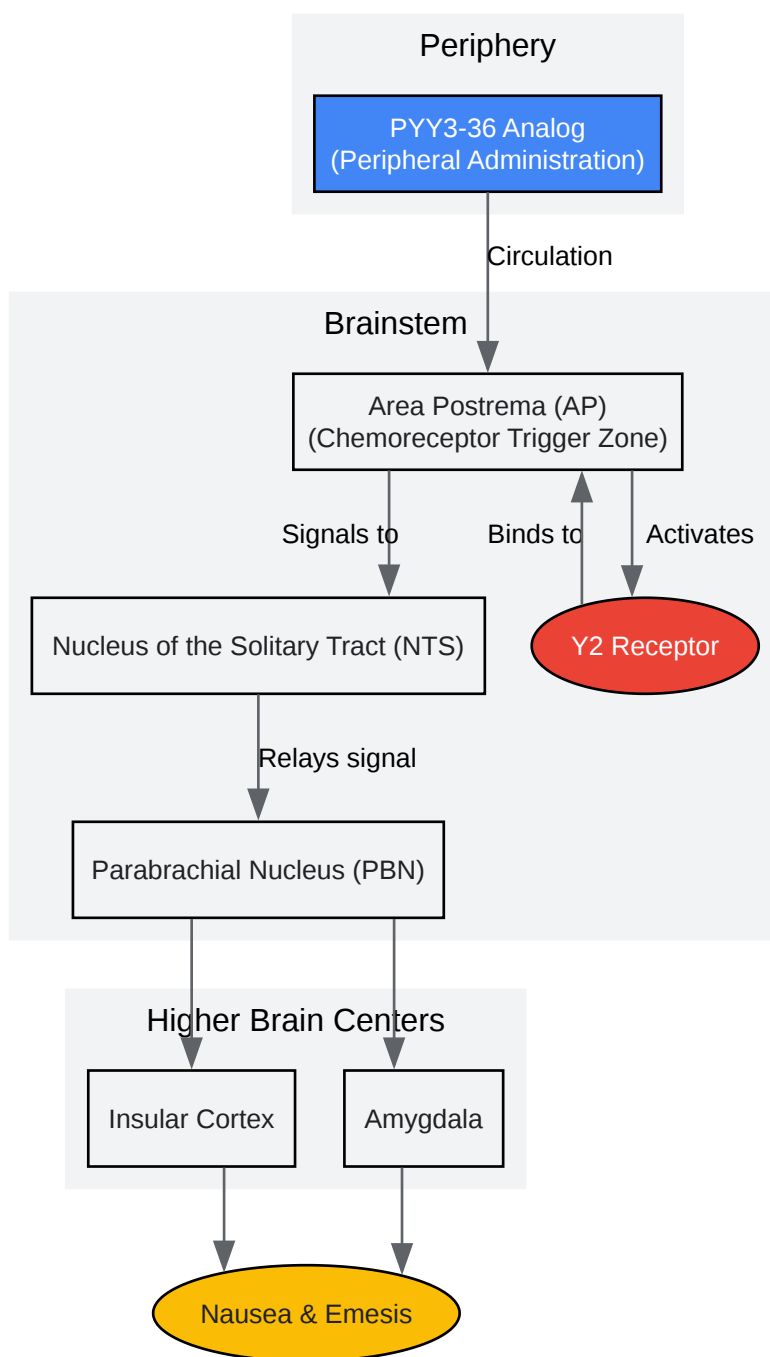 Periphery
PYY3-36 Analog
(Peripheral Administration)
Circulation
Brainstem
Area Postrema (AP)
(Chemoreceptor Trigger Zone)
Signals to
Binds to
Activates
Nucleus of the Solitary Tract (NTS)
Y2 Receptor
Relays signal
Parabrachial Nucleus (PBN)
Higher Brain Centers
Insular Cortex
Amygdala
Nausea & Emesis